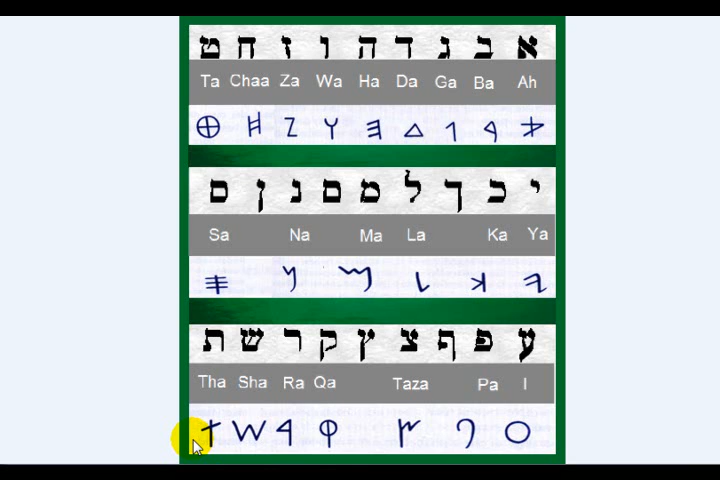 א ב ג ד ה ו ז ח ט
Ta Chaa Za Wa Ha Da Ga Ba Ah
𐤀 𐤁 𐤂 𐤃 𐤄 𐤅 𐤆 𐤇 𐤈
י כ ך ל מ ם נ ן ס
Sa Na Ma La Ka Ya
𐤉 𐤊 𐤋 𐤌 𐤍 𐤎
ע פ ף צ ץ ק ר ש ת
Tha Sha Ra Qa Taza Pa I
𐤏 𐤐 𐤑 𐤒 𐤓 𐤔 𐤕